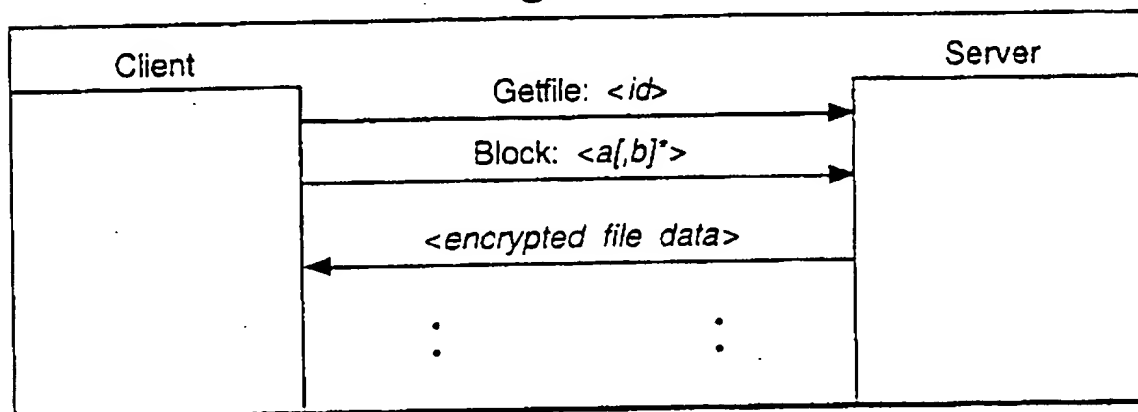 Client
Server
Getfile: <id>
Block: <a[,b]*>
<encrypted file data>